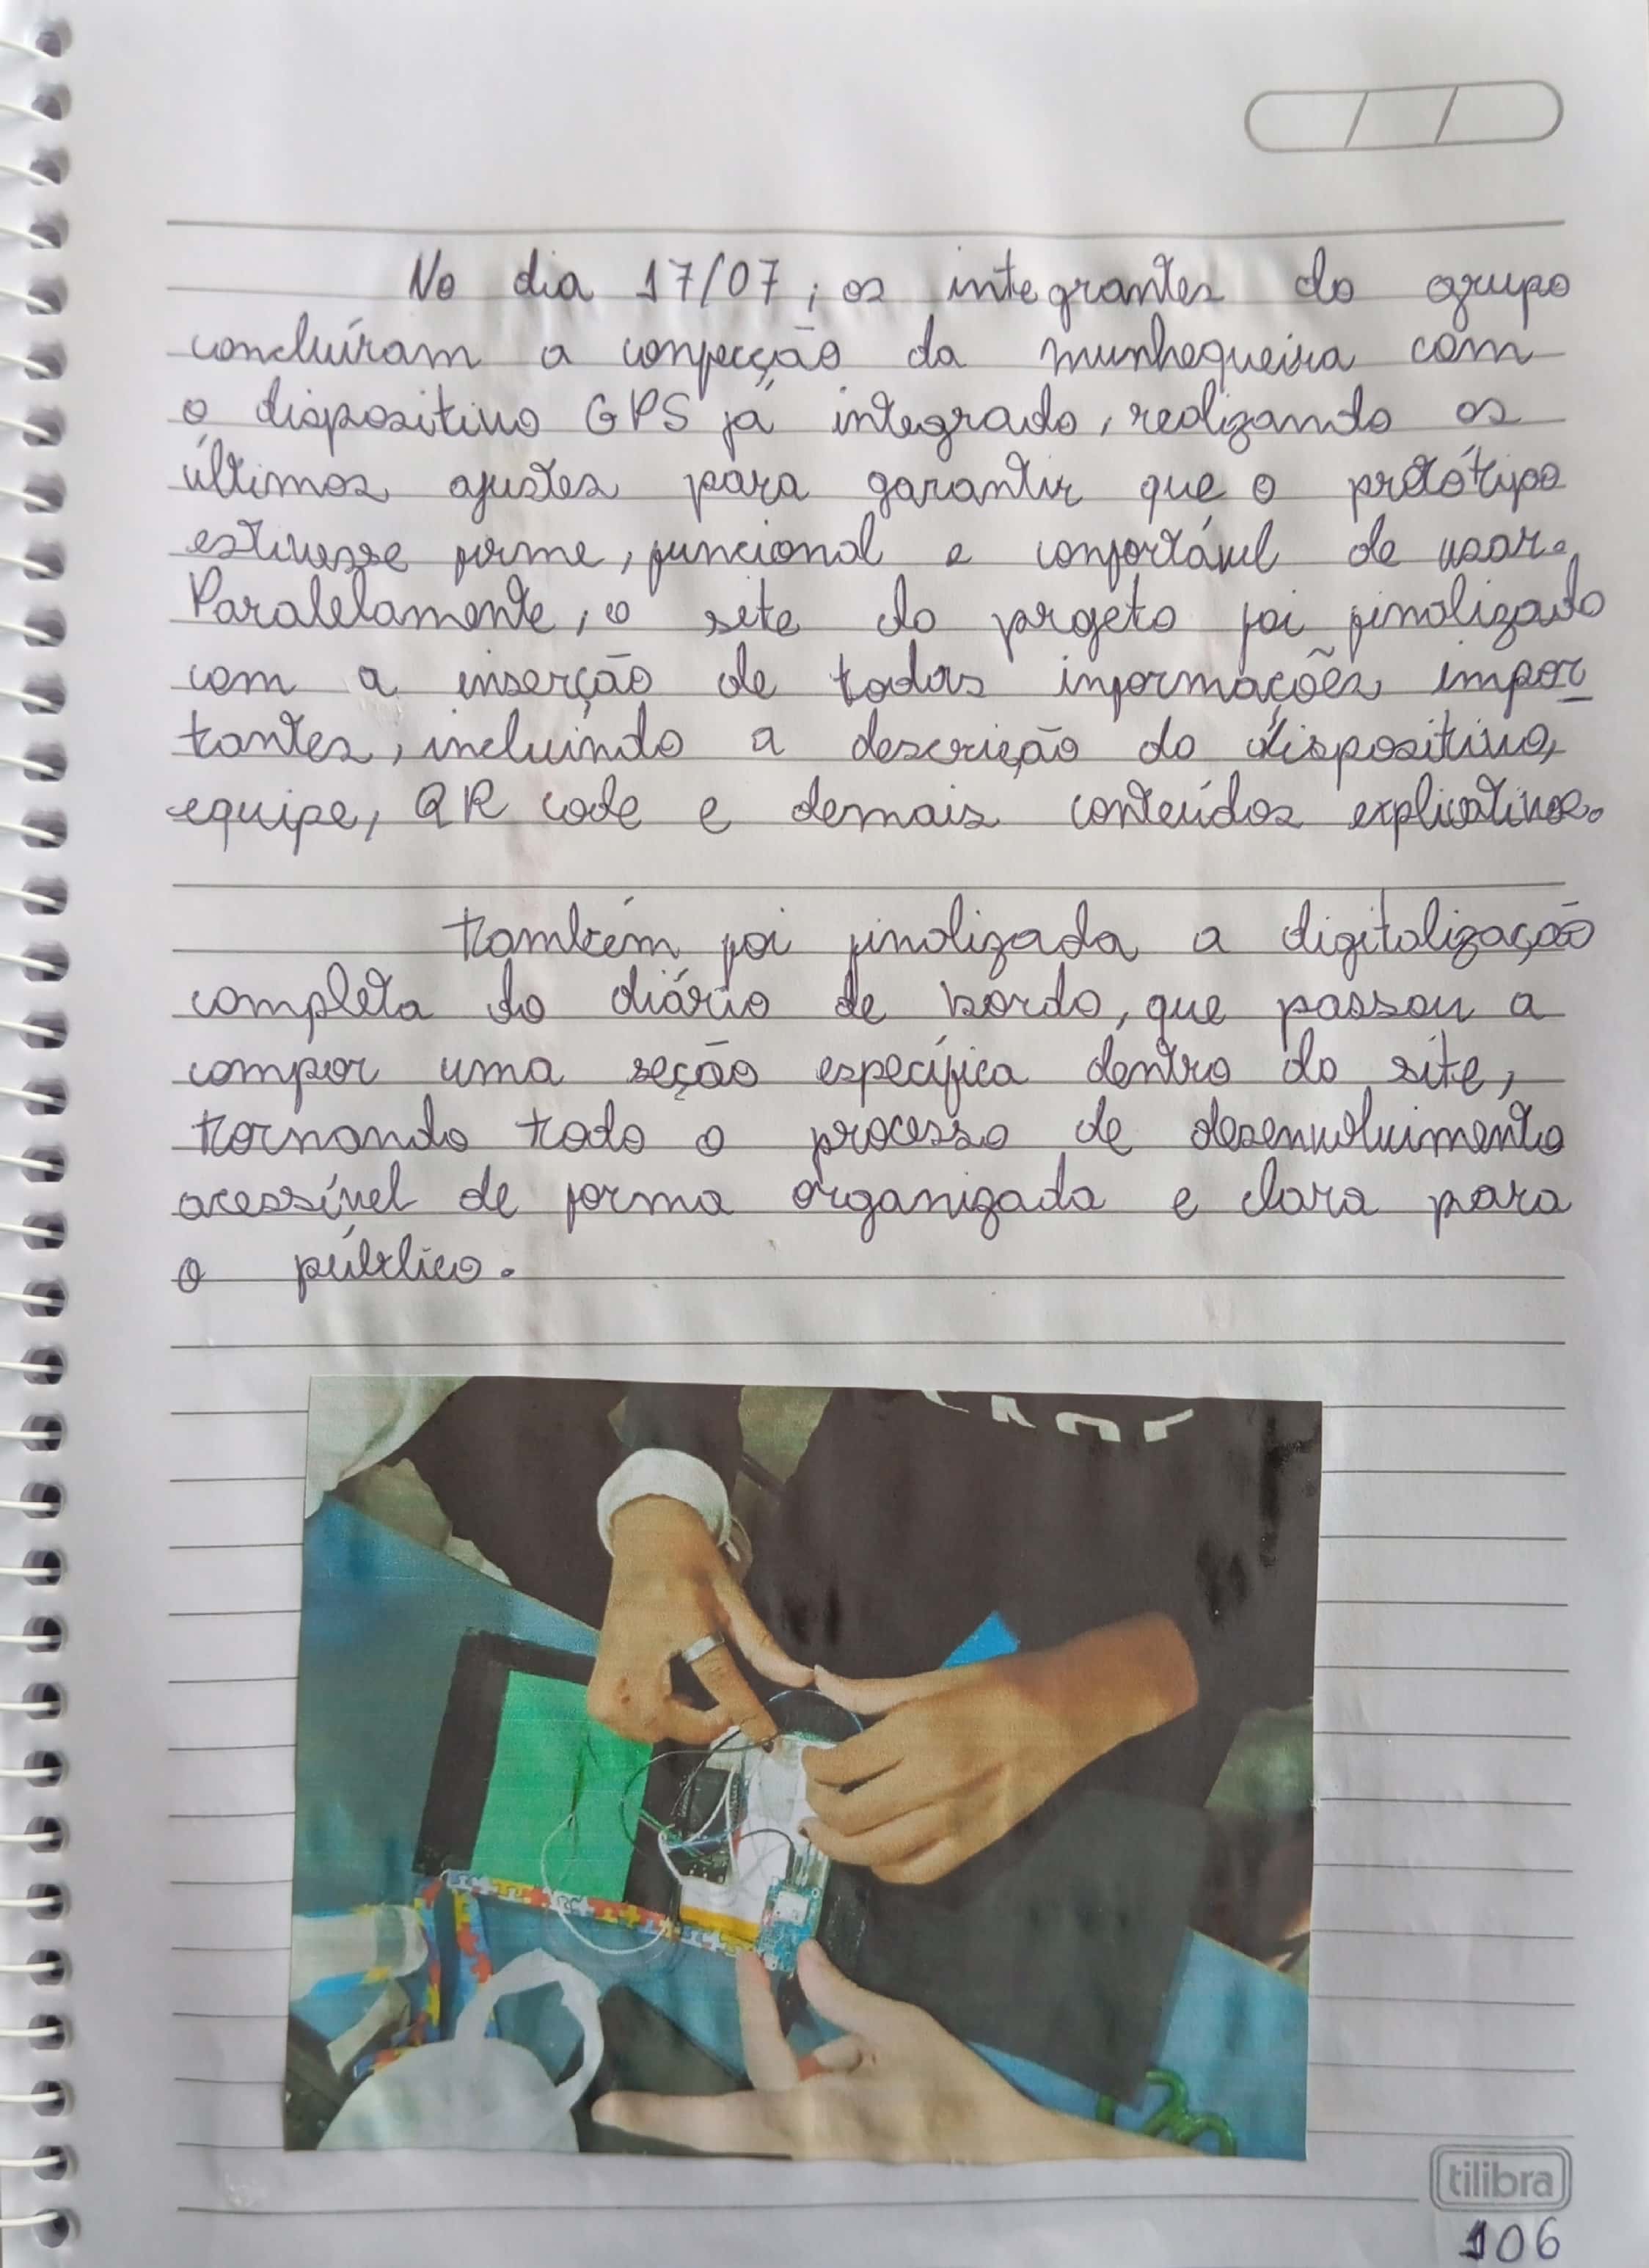 No dia 17/07, os integrantes do grupo
concluíram a confecção da munhequeira com
o dispositivo GPS já integrado, realizando os
últimos ajustes para garantir que o protótipo
estivesse firme, funcional e confortável de usar.
Paralelamente, o site do projeto foi finalizado
com a inserção de todas informações impor
tantes, incluindo a descrição do dispositivo,
equipe, QR code e demais conteúdos explicativos.
também foi finalizada a digitalização
completa do diário de bordo, que passou a
compor uma seção específica dentro do site,
tornando todo o processo de desenvolvimento
acessível de forma organizada e clara para
o público.
tilibra
106